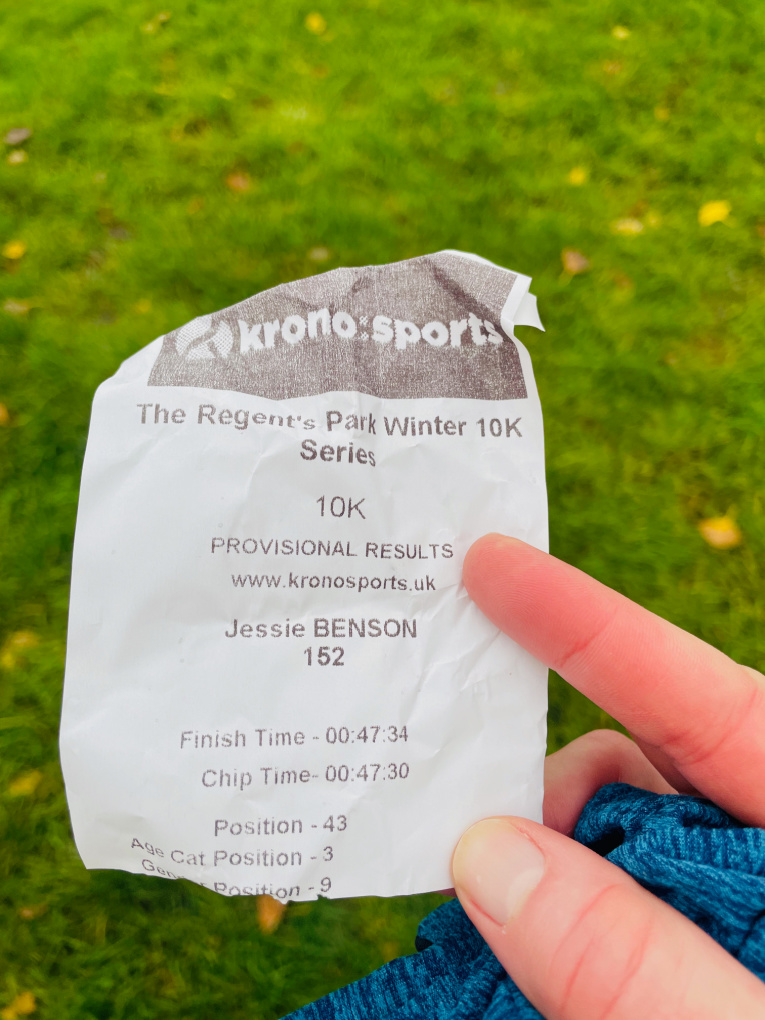 krono:sports
The Regent's Park Winter 10K
Series
10K
PROVISIONAL RESULTS
www.kronosports.uk
Jessie BENSON
152
Finish Time - 00:47:34
Chip Time- 00:47:30
Position - 43
Age Cat Position - 3
Position - 9